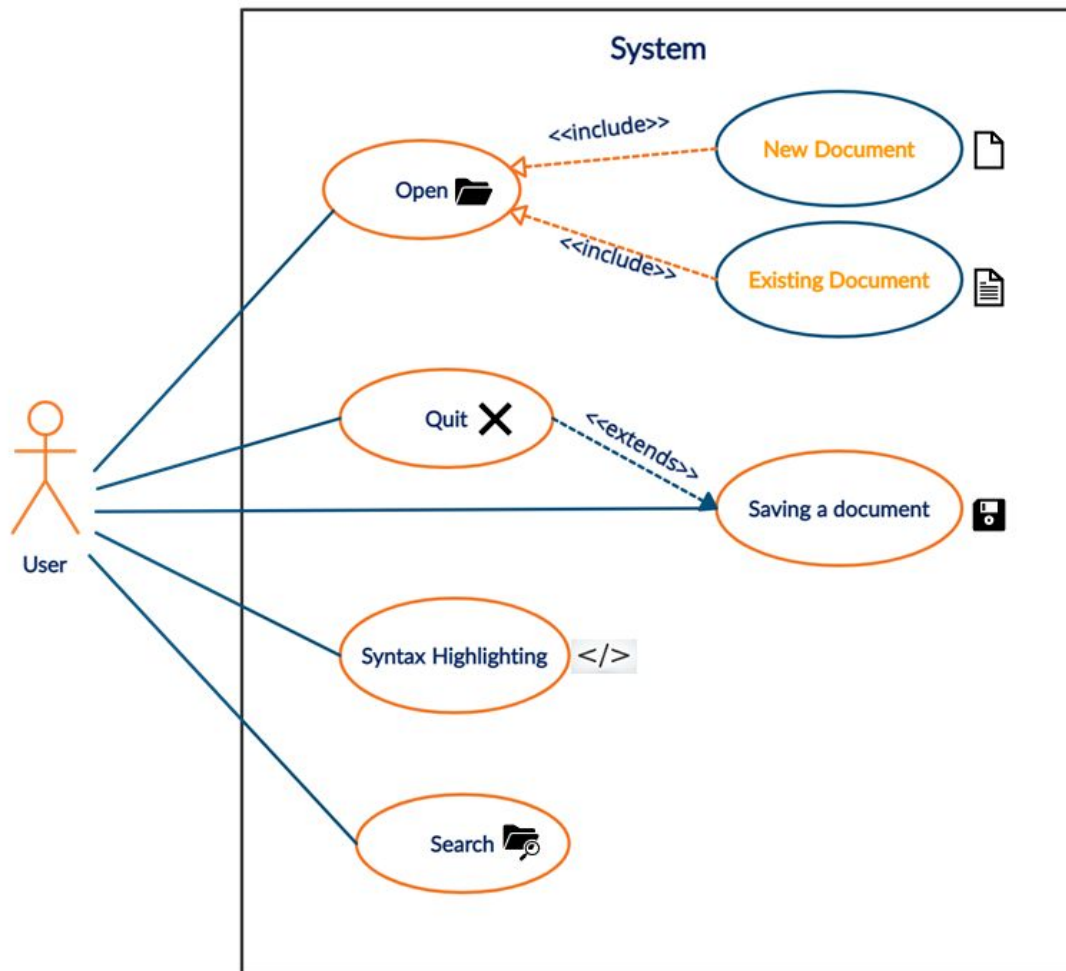 System
<<include>>
New Document
Open
<<include>>
Existing Document
Quit
<<extends>>
Saving a document
User
Syntax Highlighting
</>
Search